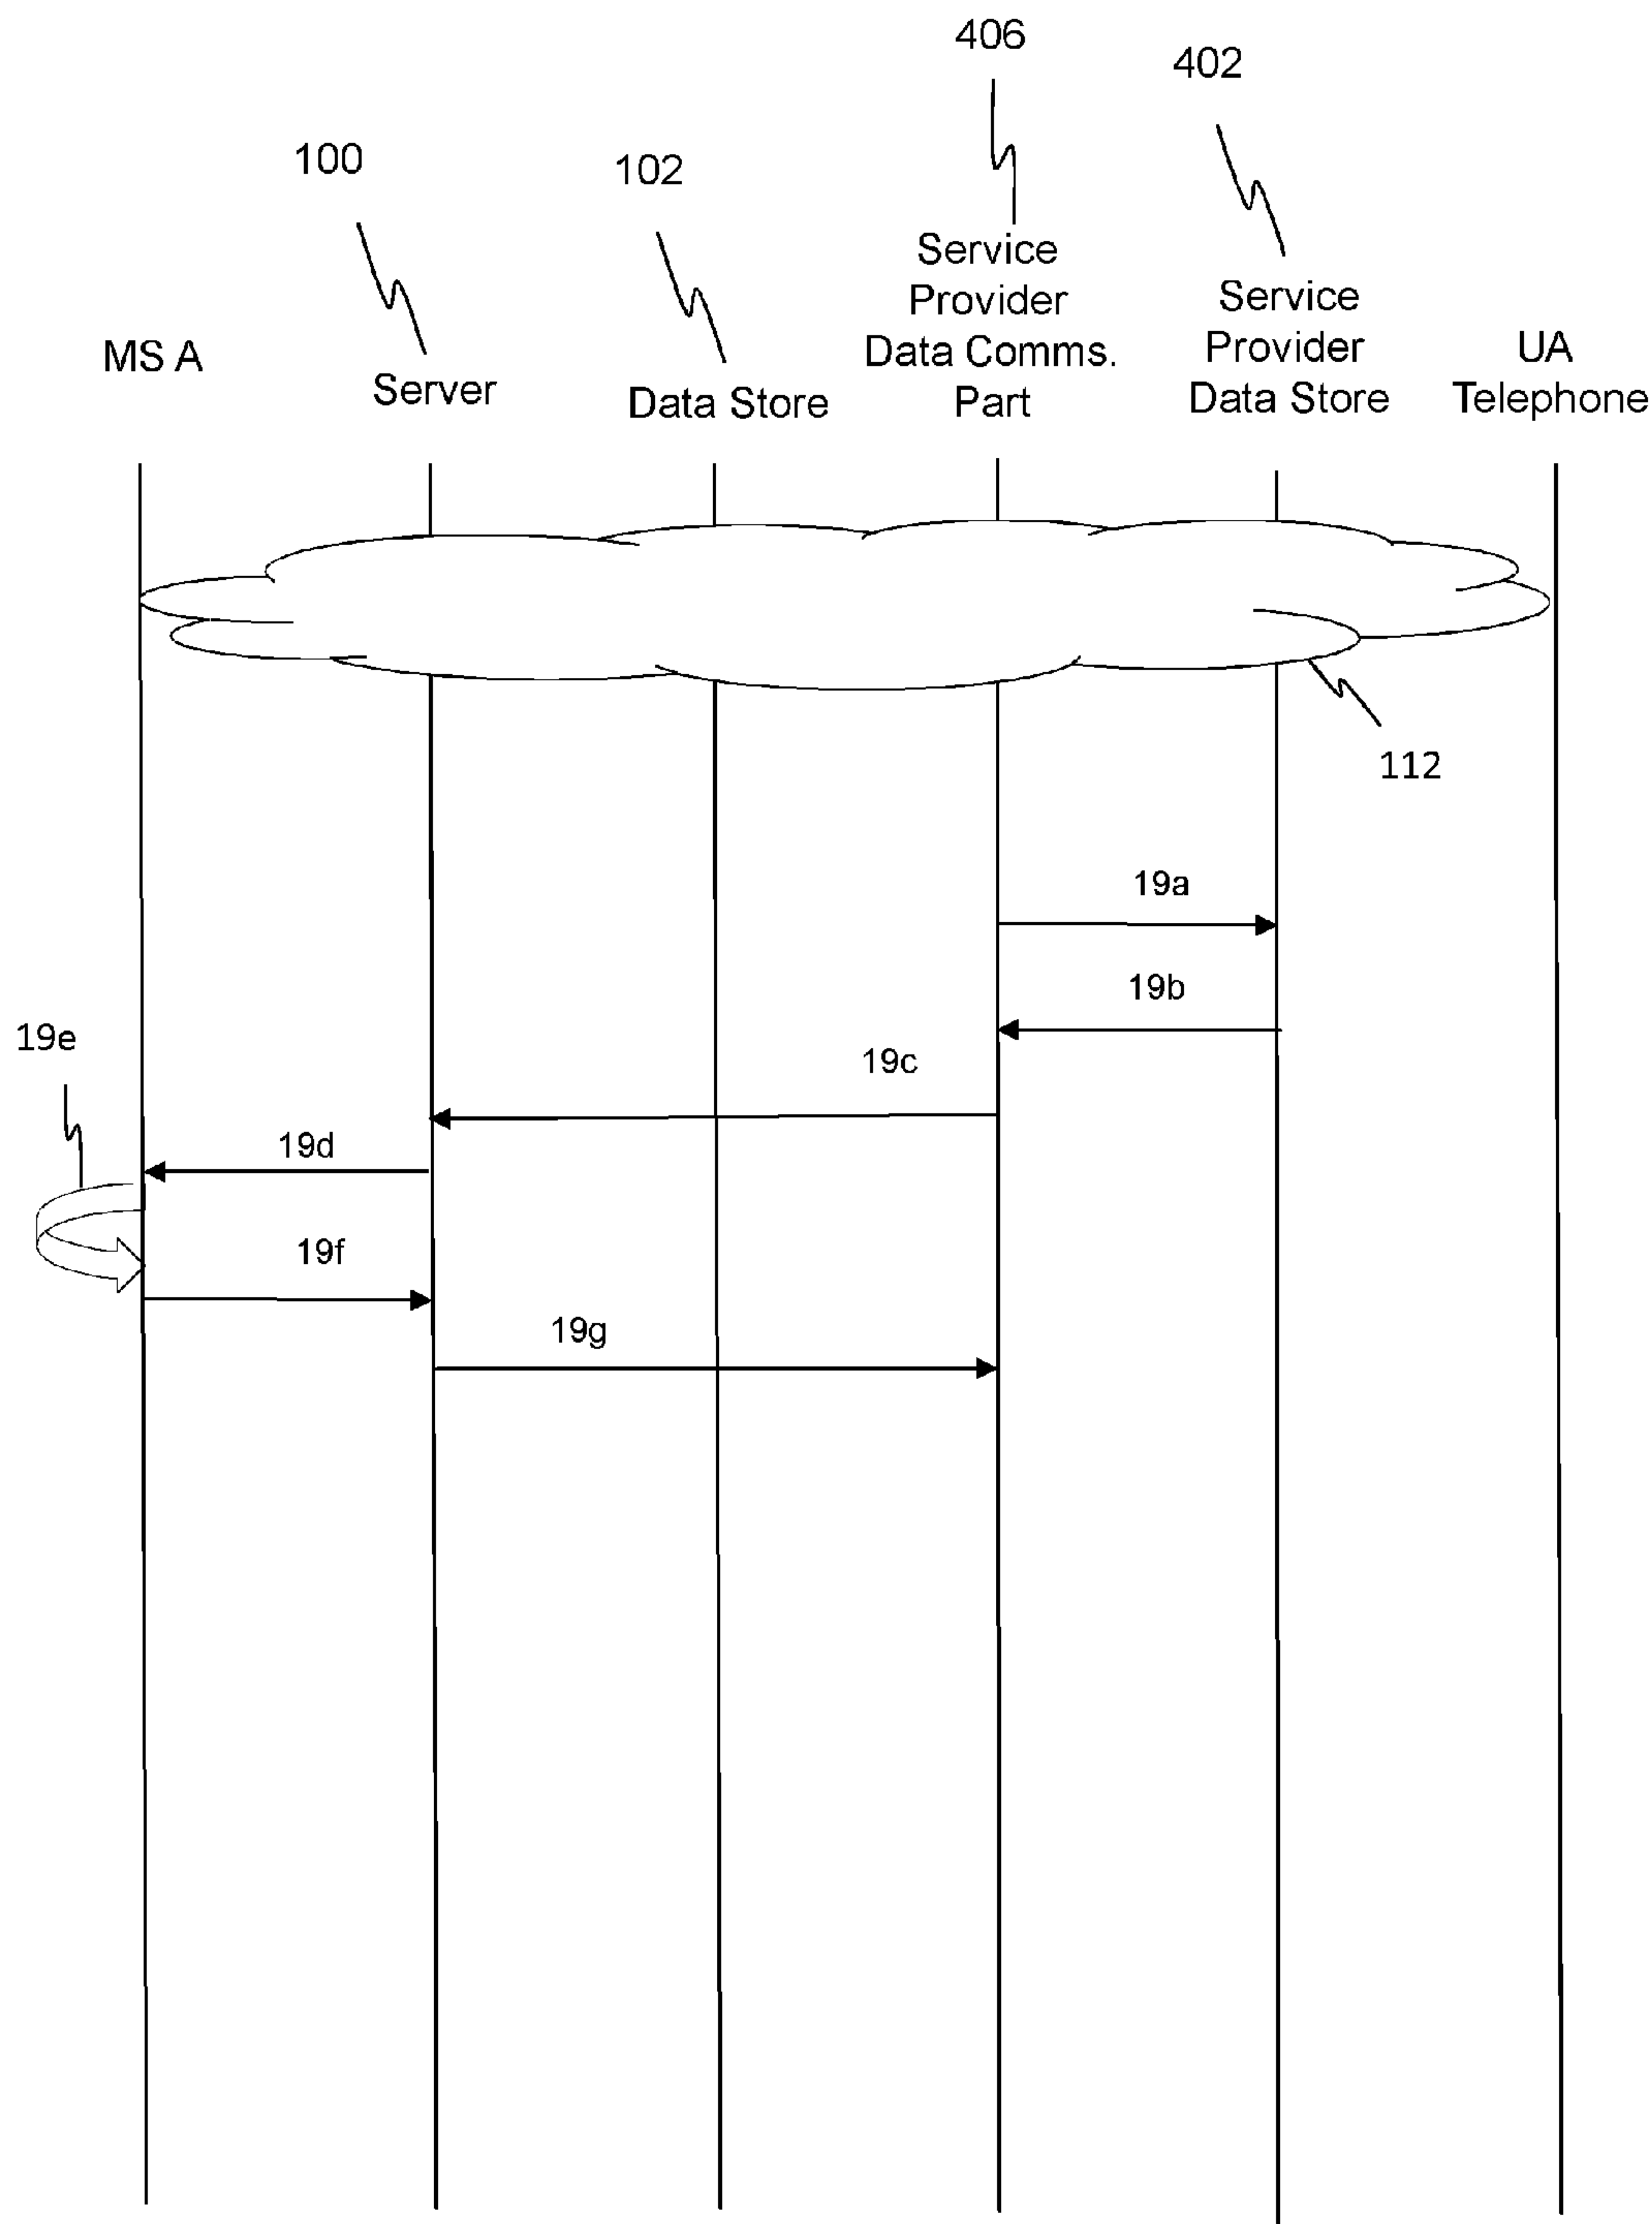 406
402
100
102
Service
Provider
Data Comms.
Part
Service
Provider
Data Store
MS A
Server
Data Store
UA
Telephone
112
19a
19b
19e
19c
19d
19f
19g